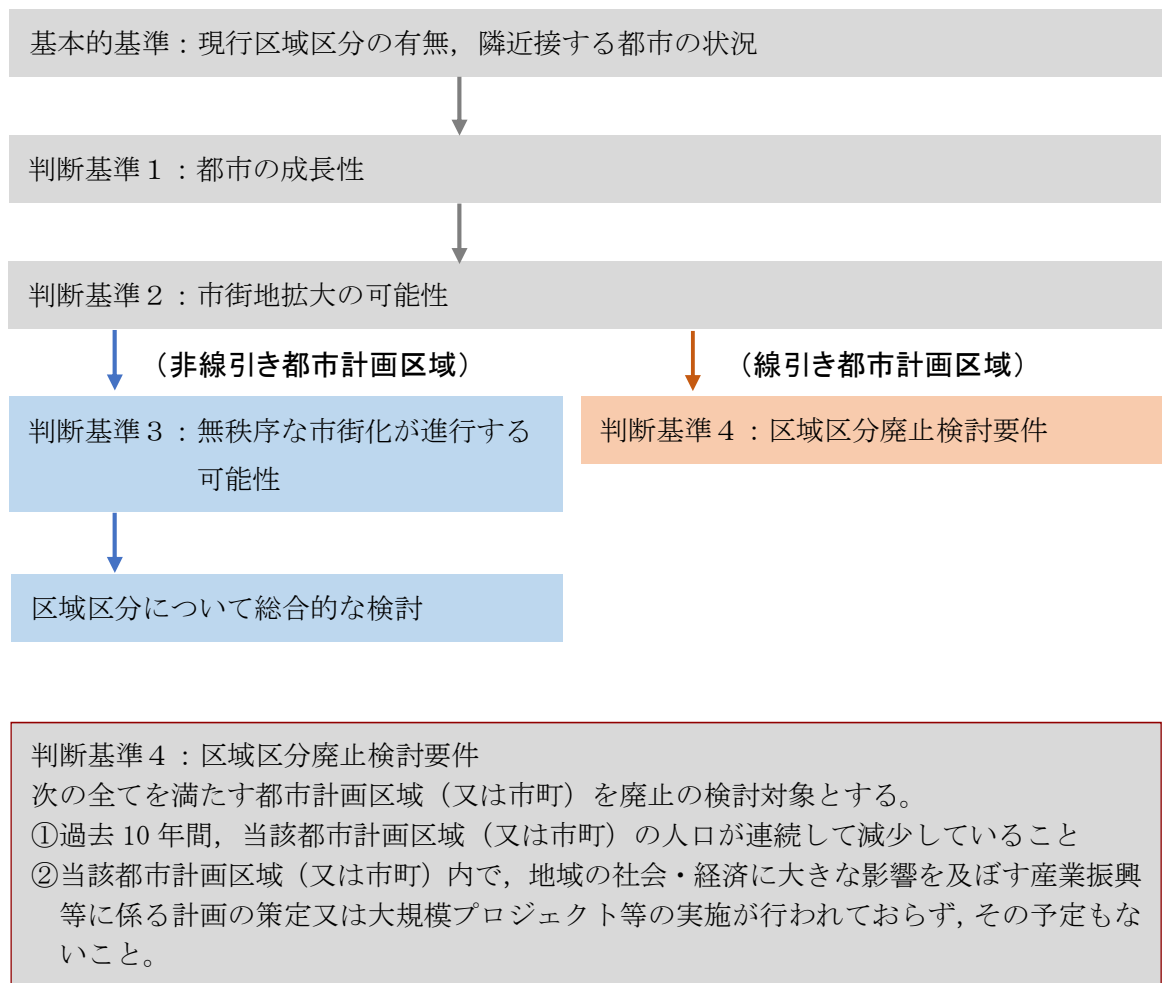 基本的基準：現行区域区分の有無，隣近接する都市の状況
判断基準１：都市の成長性
判断基準２：市街地拡大の可能性
（非線引き都市計画区域）
（線引き都市計画区域）
判断基準３：無秩序な市街化が進行する
可能性
判断基準４：区域区分廃止検討要件
区域区分について総合的な検討
判断基準４：区域区分廃止検討要件
次の全てを満たす都市計画区域（又は市町）を廃止の検討対象とする。
①過去 10 年間，当該都市計画区域（又は市町）の人口が連続して減少していること
②当該都市計画区域（又は市町）内で，地域の社会・経済に大きな影響を及ぼす産業振興
等に係る計画の策定又は大規模プロジェクト等の実施が行われておらず，その予定もな
いこと。